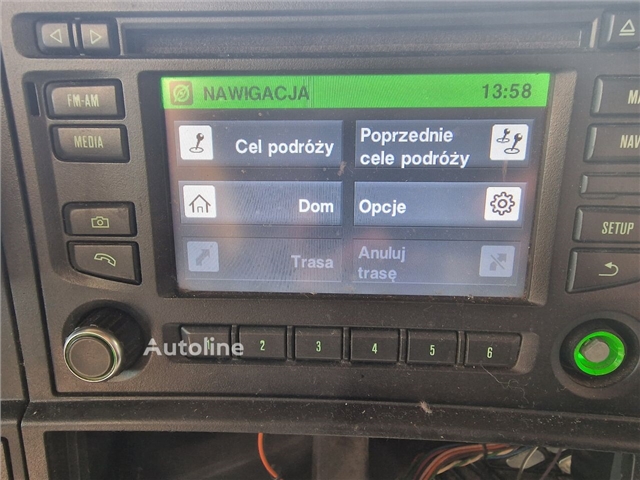 FM-AM
MEDIA
NAWIGACJA 13:58
Cel podróży
Poprzednie
cele podróży
Dom
Opcje
Trasa
Anuluj
trasę
NAV
SETUP
Autoline
2 3 4 5 6